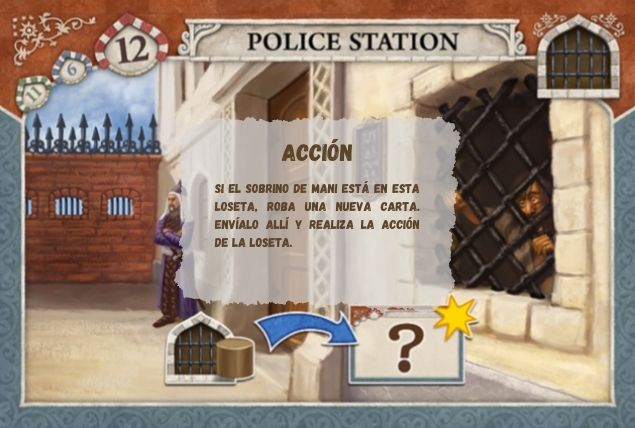 12
6
11
POLICE STATION
ACCIÓN
SI EL SOBRINO DE MANI ESTÁ EN ESTA
LOSETA, ROBA UNA NUEVA CARTA.
ENVÍALO ALLÍ Y REALIZA LA ACCIÓN
DE LA LOSETA.
?